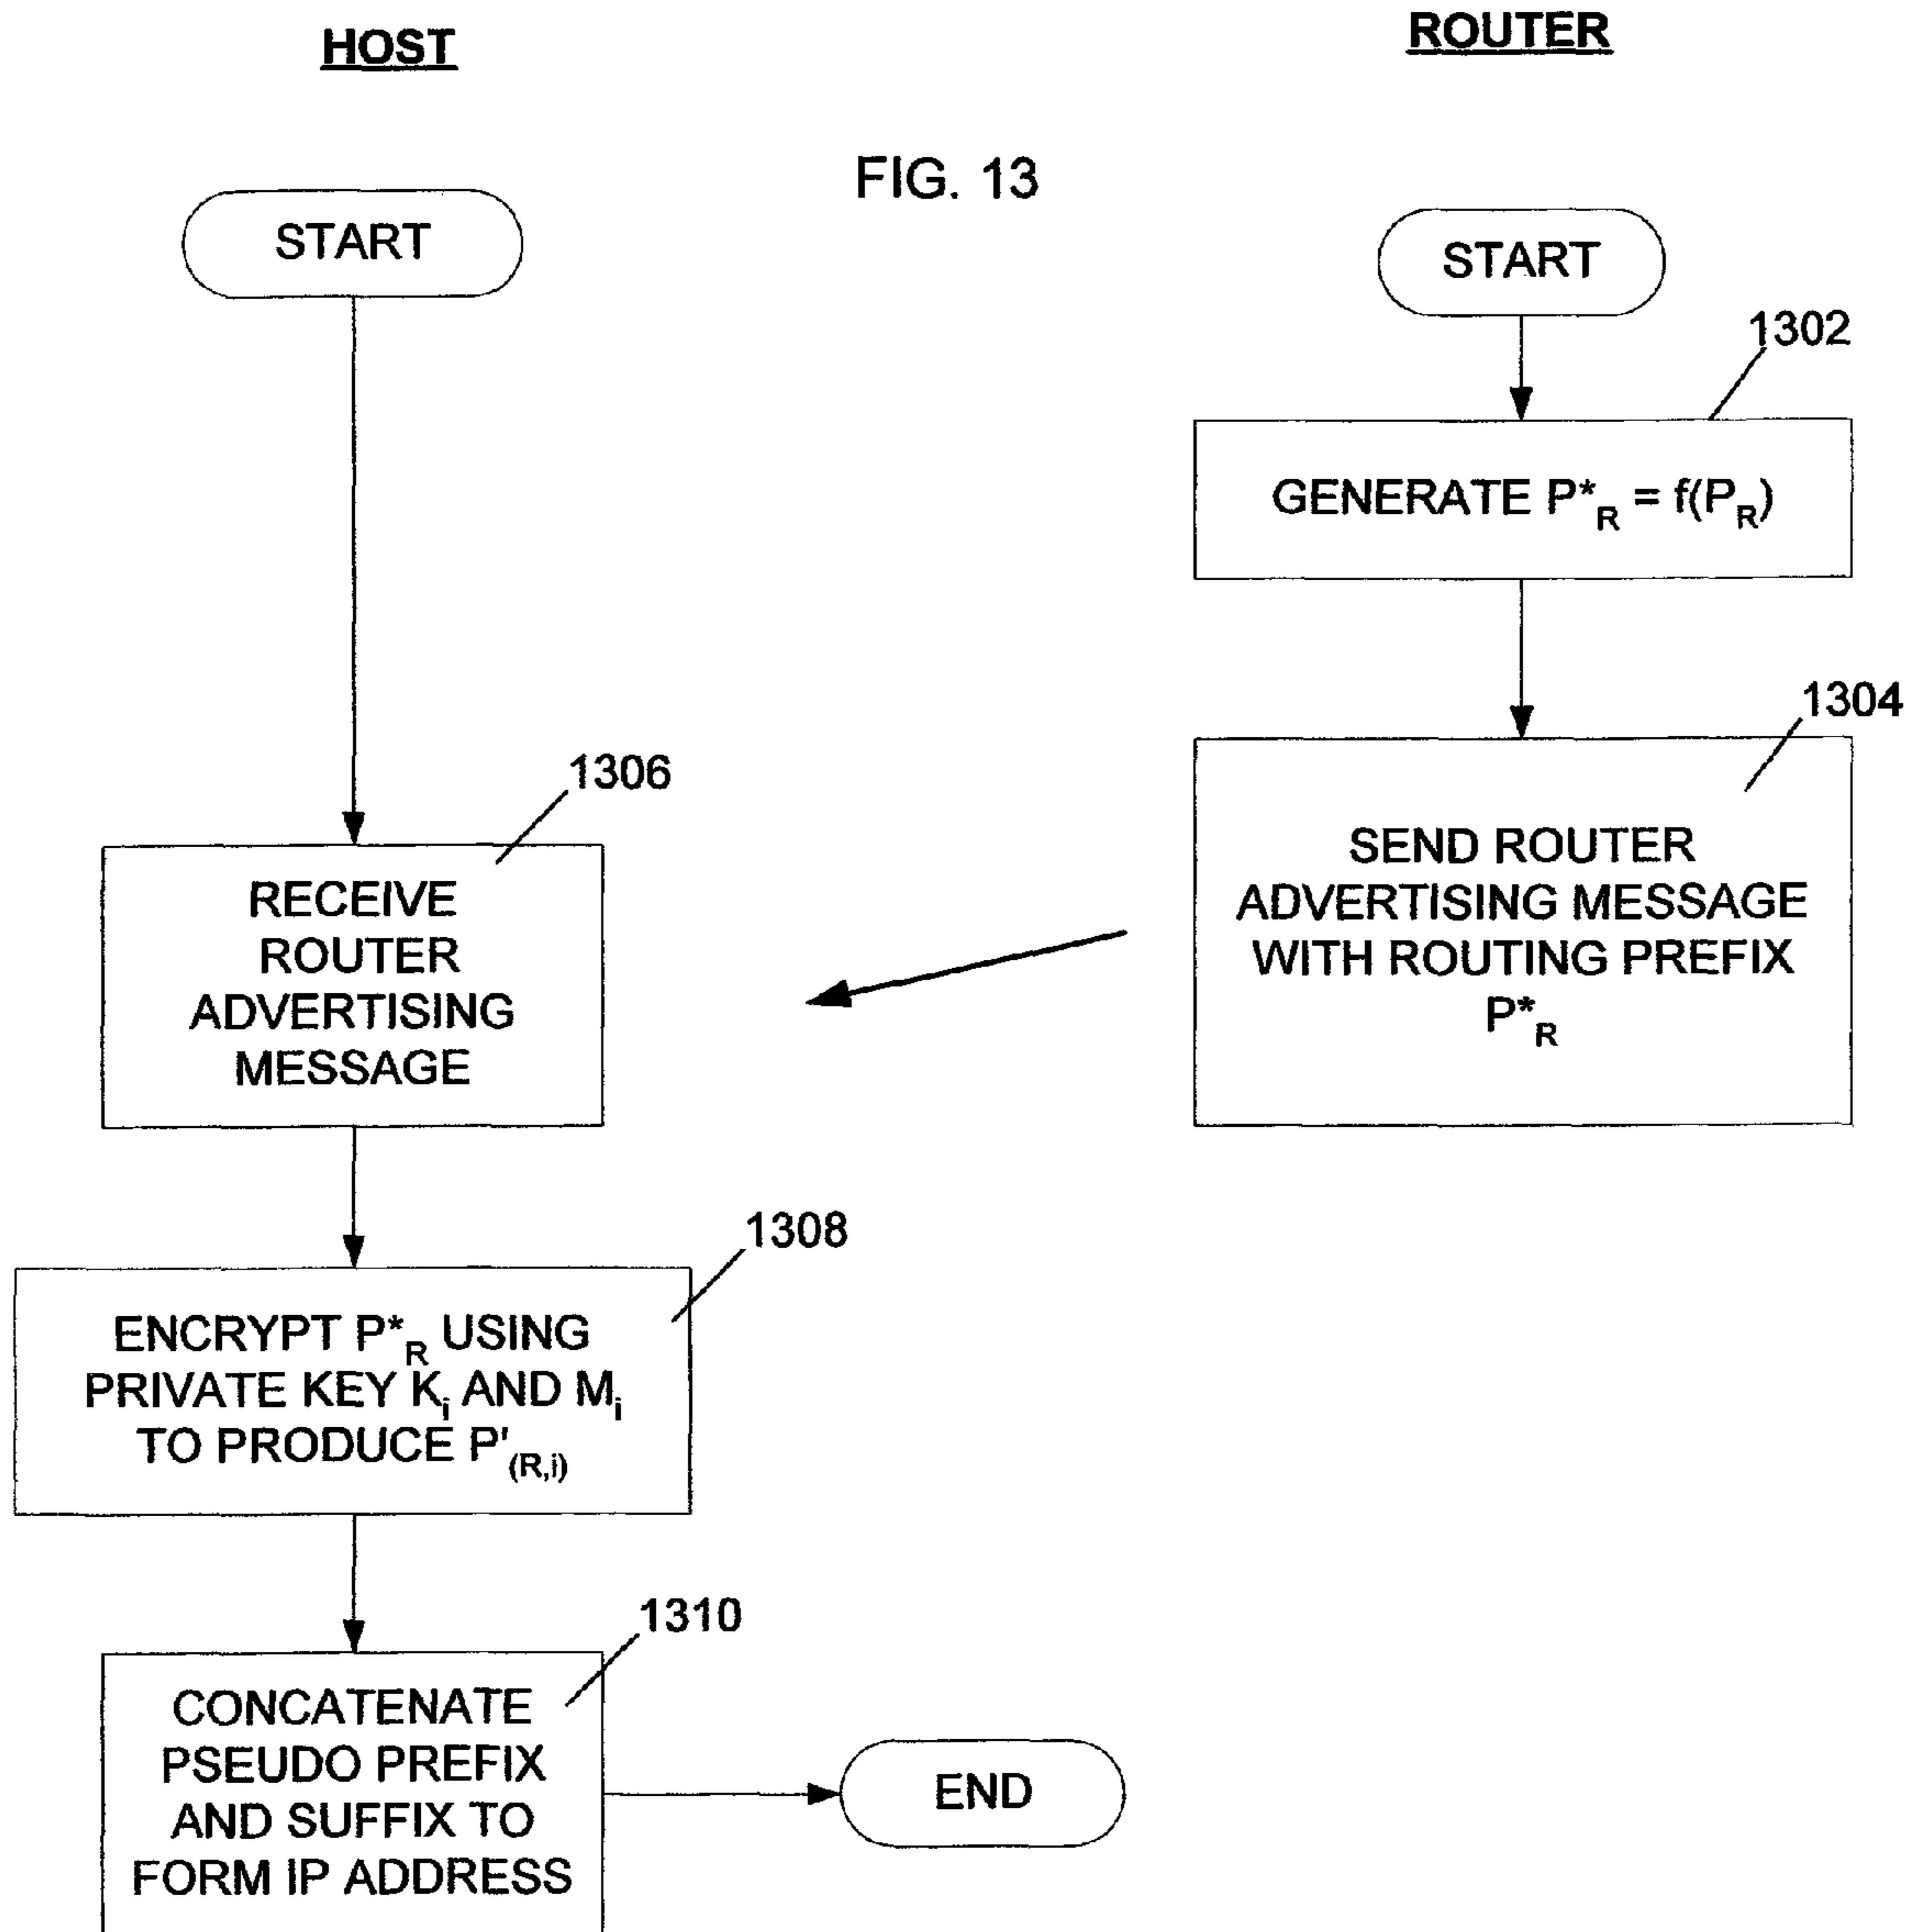 HOST
ROUTER
FIG. 13
START
START
1302
GENERATE P*R = f(PR)
1304
SEND ROUTER
ADVERTISING MESSAGE
WITH ROUTING PREFIX
P*R
1306
RECEIVE
ROUTER
ADVERTISING
MESSAGE
1308
ENCRYPT P*R USING
PRIVATE KEY Ki AND Mi
TO PRODUCE P'(R,i)
1310
CONCATENATE
PSEUDO PREFIX
AND SUFFIX TO
FORM IP ADDRESS
END